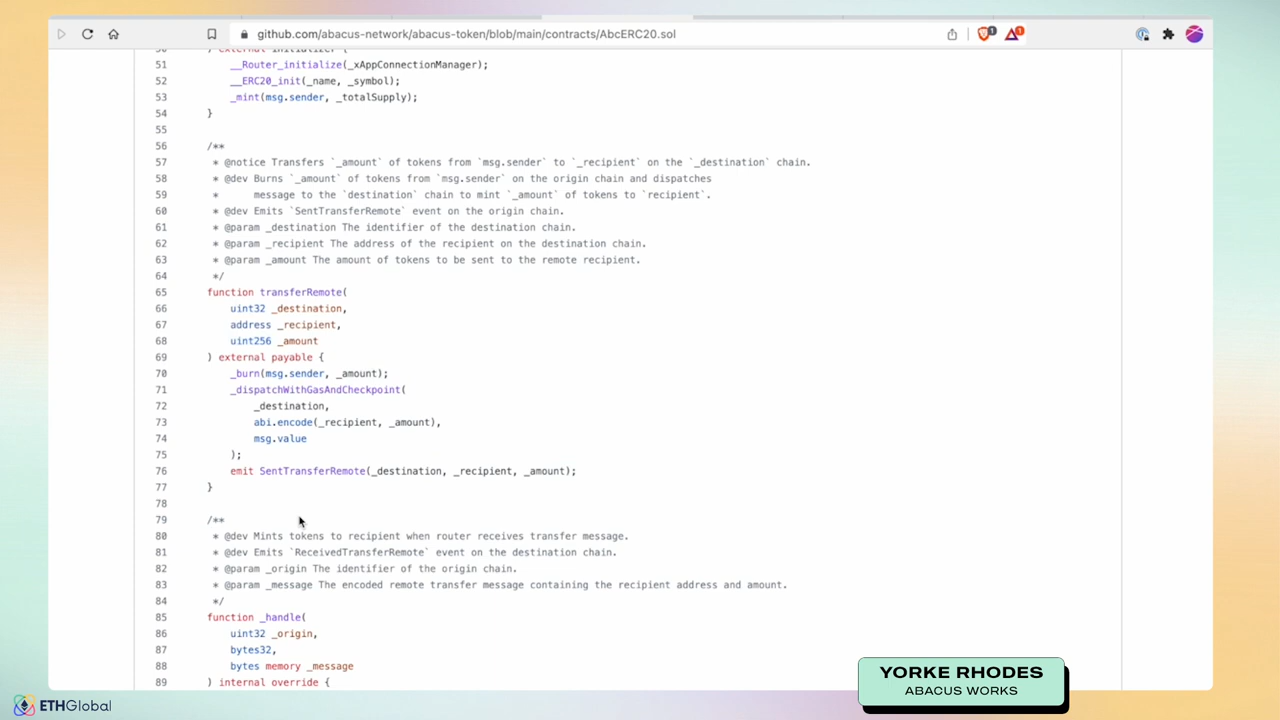 github.com/abacus-network/abacus-token/blob/main/contracts/AbcERC20.sol
50 ) external initializer {
51 __Router_initialize(_xAppConnectionManager);
52 __ERC20_init(_name, _symbol);
53 _mint(msg.sender, _totalSupply);
54 }
55
56 /**
57 * @notice Transfers `_amount` of tokens from `msg.sender` to `_recipient` on the `_destination` chain.
58 * @dev Burns `_amount` of tokens from `msg.sender` on the origin chain and dispatches
59 * message to the `destination` chain to mint `_amount` of tokens to `recipient`.
60 * @dev Emits `SentTransferRemote` event on the origin chain.
61 * @param _destination The identifier of the destination chain.
62 * @param _recipient The address of the recipient on the destination chain.
63 * @param _amount The amount of tokens to be sent to the remote recipient.
64 */
65 function transferRemote(
66 uint32 _destination,
67 address _recipient,
68 uint256 _amount
69 ) external payable {
70 _burn(msg.sender, _amount);
71 _dispatchWithGasAndCheckpoint(
72 _destination,
73 abi.encode(_recipient, _amount),
74 msg.value
75 );
76 emit SentTransferRemote(_destination, _recipient, _amount);
77 }
78
79 /**
80 * @dev Mints tokens to recipient when router receives transfer message.
81 * @dev Emits `ReceivedTransferRemote` event on the destination chain.
82 * @param _origin The identifier of the origin chain.
83 * @param _message The encoded remote transfer message containing the recipient address and amount.
84 */
85 function _handle(
86 uint32 _origin,
87 bytes32,
88 bytes memory _message
89 ) internal override {
YORKE RHODES
ABACUS WORKS
ETHGlobal